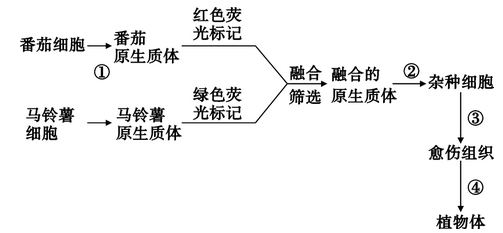 红色荧
光标记
番茄细胞
番茄
原生质体
①
融合
筛选
融合的
原生质体
②
杂种细胞
绿色荧
光标记
马铃薯
细胞
马铃薯
原生质体
③
愈伤组织
④
植物体